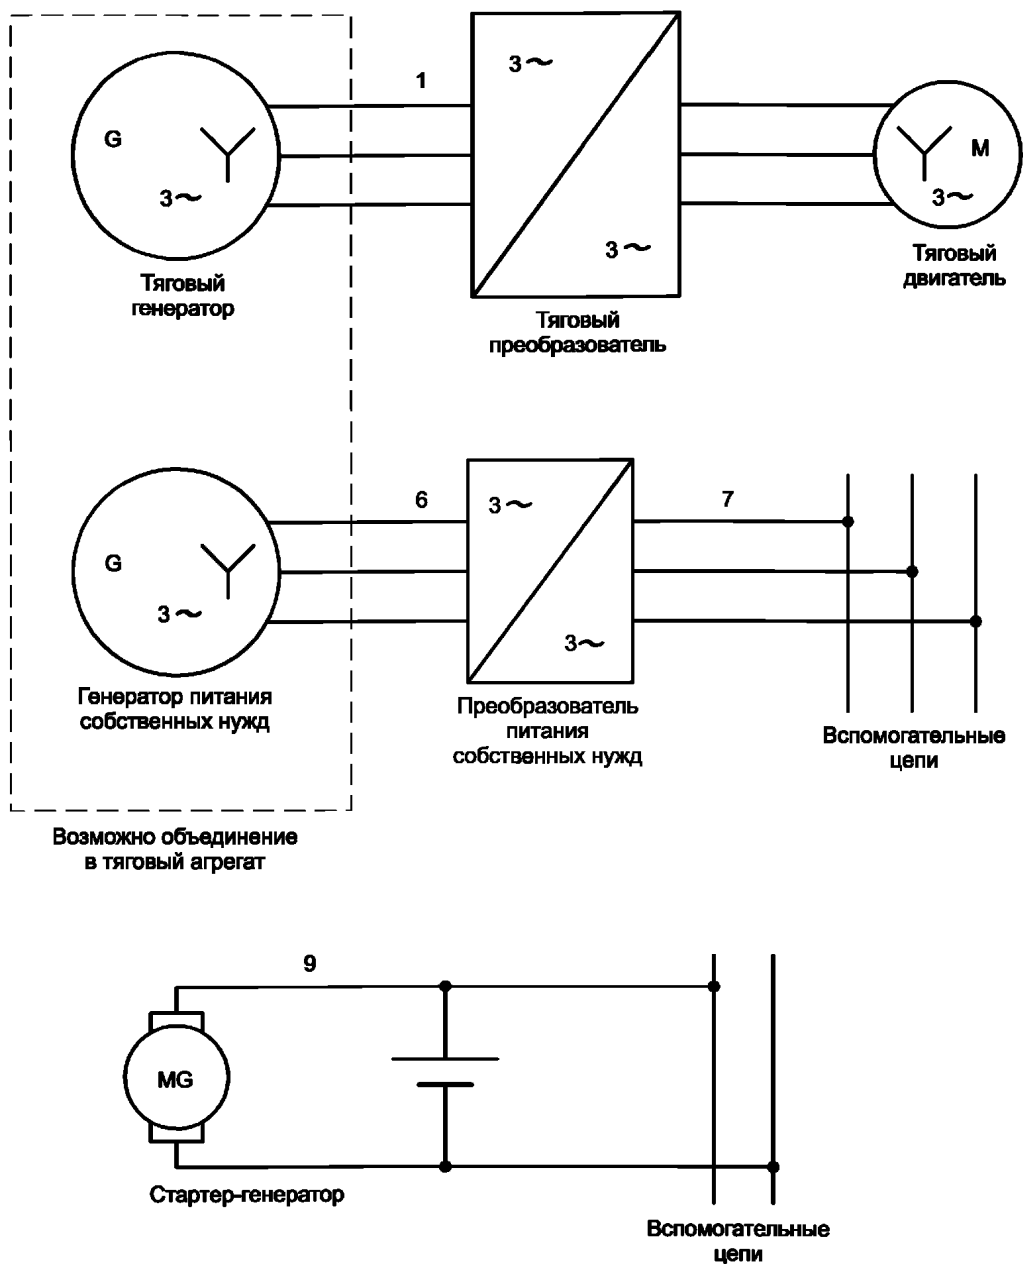 1
3~
G
3~
3~
M
3~
Тяговый
генератор
Тяговый
преобразователь
Тяговый
двигатель
6
3~
7
G
3~
3~
Генератор питания
собственных нужд
Преобразователь
питания
собственных нужд
Вспомогательные
цепи
Возможно объединение
в тяговый агрегат
9
MG
Стартер-генератор
Вспомогательные
цепи